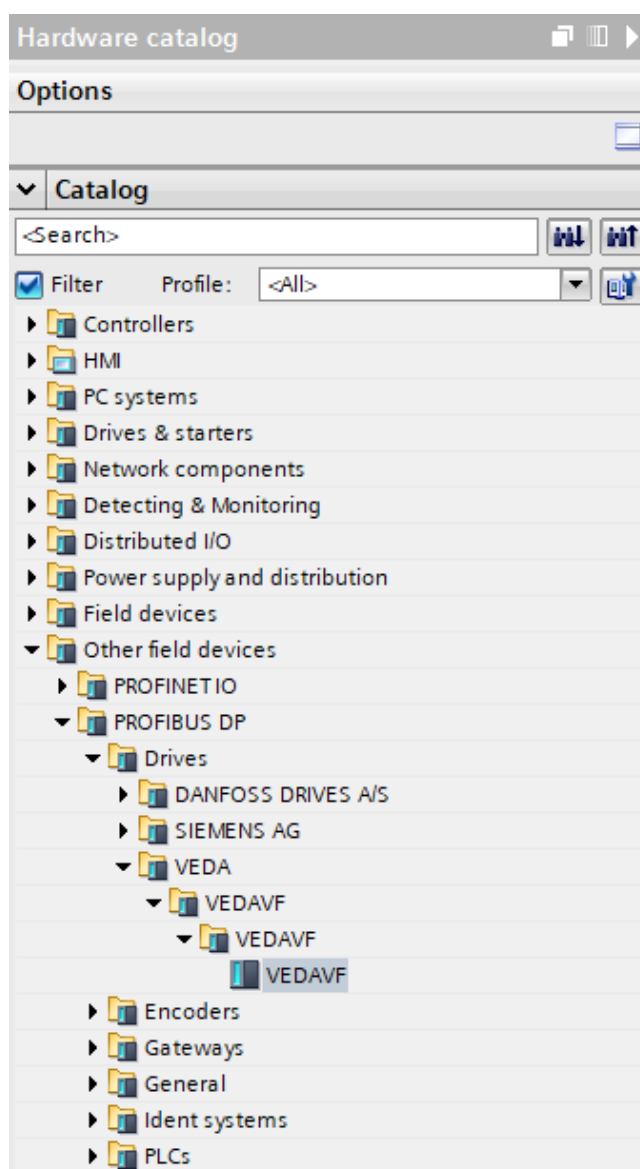 Hardware catalog
Options
Catalog
<Search>
Filter Profile: <All>
Controllers
HMI
PC systems
Drives & starters
Network components
Detecting & Monitoring
Distributed I/O
Power supply and distribution
Field devices
Other field devices
PROFINET IO
PROFIBUS DP
Drives
DANFOSS DRIVES A/S
SIEMENS AG
VEDA
VEDAVF
VEDAVF
VEDAVF
Encoders
Gateways
General
Ident systems
PLCs